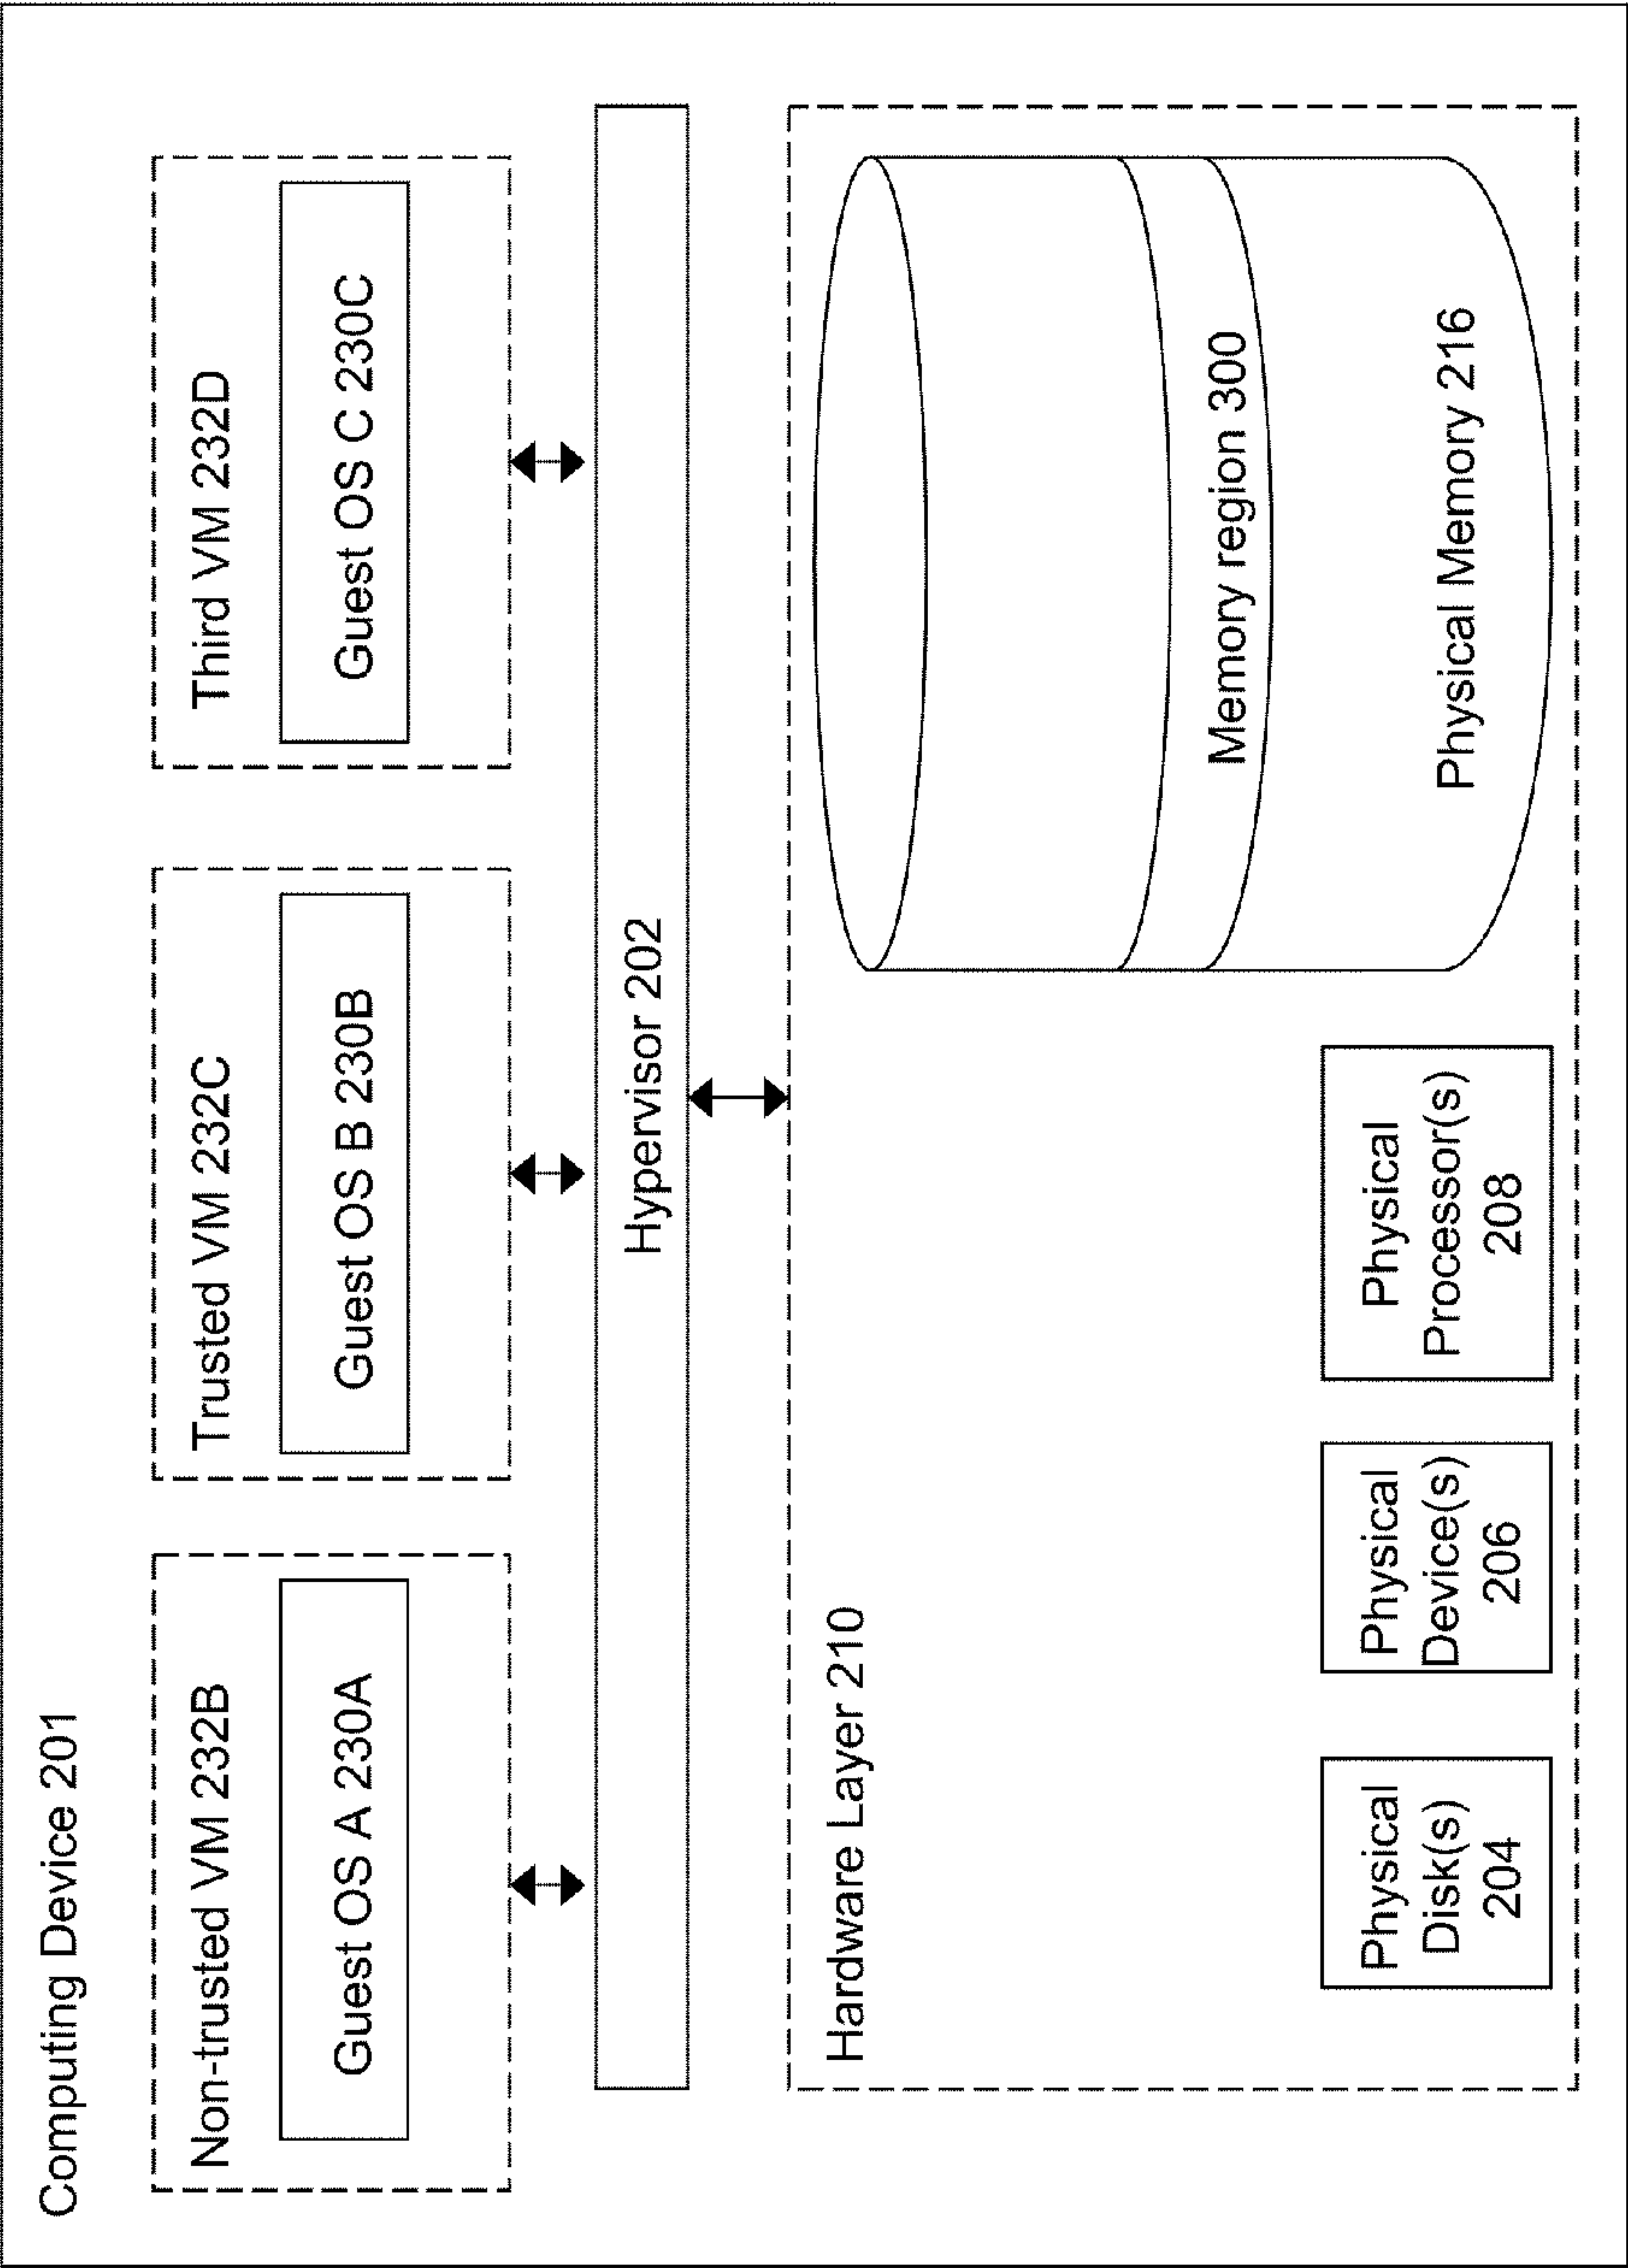 Computing Device 201
Non-trusted VM 232B
Guest OS A 230A
Trusted VM 232C
Guest OS B 230B
Third VM 232D
Guest OS C 230C
Hypervisor 202
Hardware Layer 210
Physical
Disk(s)
204
Physical
Device(s)
206
Physical
Processor(s)
208
Memory region 300
Physical Memory 216